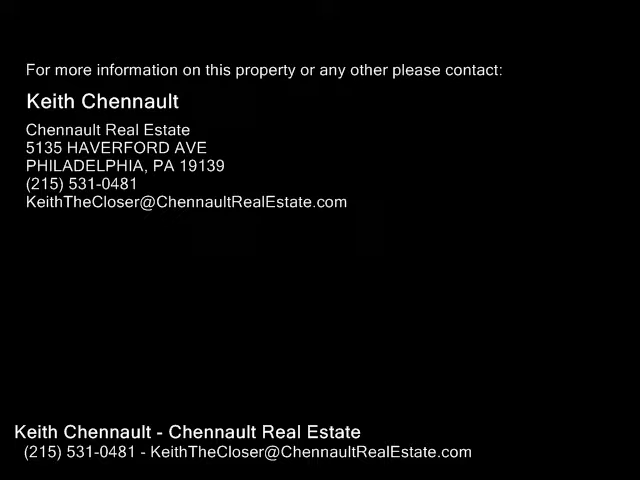 For more information on this property or any other please contact:
Keith Chennault
Chennault Real Estate
5135 HAVERFORD AVE
PHILADELPHIA, PA 19139
(215) 531-0481
KeithTheCloser@ChennaultRealEstate.com
Keith Chennault - Chennault Real Estate
(215) 531-0481 - KeithTheCloser@ChennaultRealEstate.com